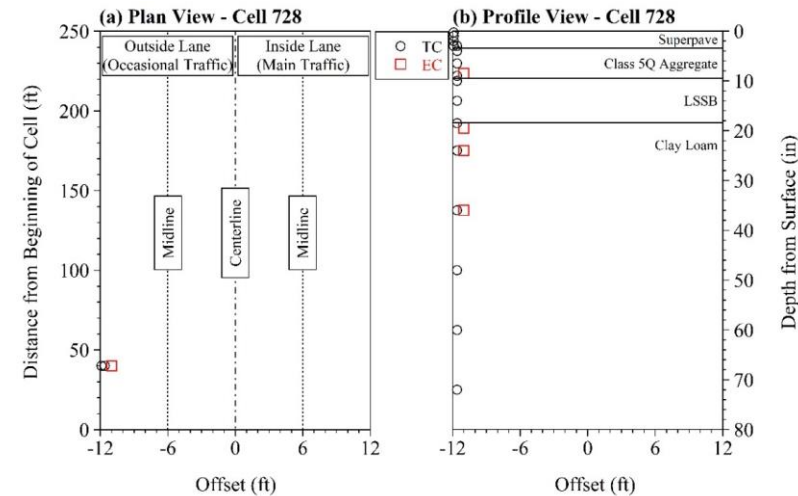 (a) Plan View - Cell 728
Outside Lane
(Occasional Traffic)
Inside Lane
(Main Traffic)
Midline
Centerline
Midline
250
200
150
100
50
0
-12
-6
0
6
12
Distance from Beginning of Cell (ft)
Offset (ft)
TC
EC
(b) Profile View - Cell 728
Superpave
Class 5Q Aggregate
LSSB
Clay Loam
0
10
20
30
40
50
60
70
80
-12
-6
0
6
12
Depth from Surface (in)
Offset (ft)